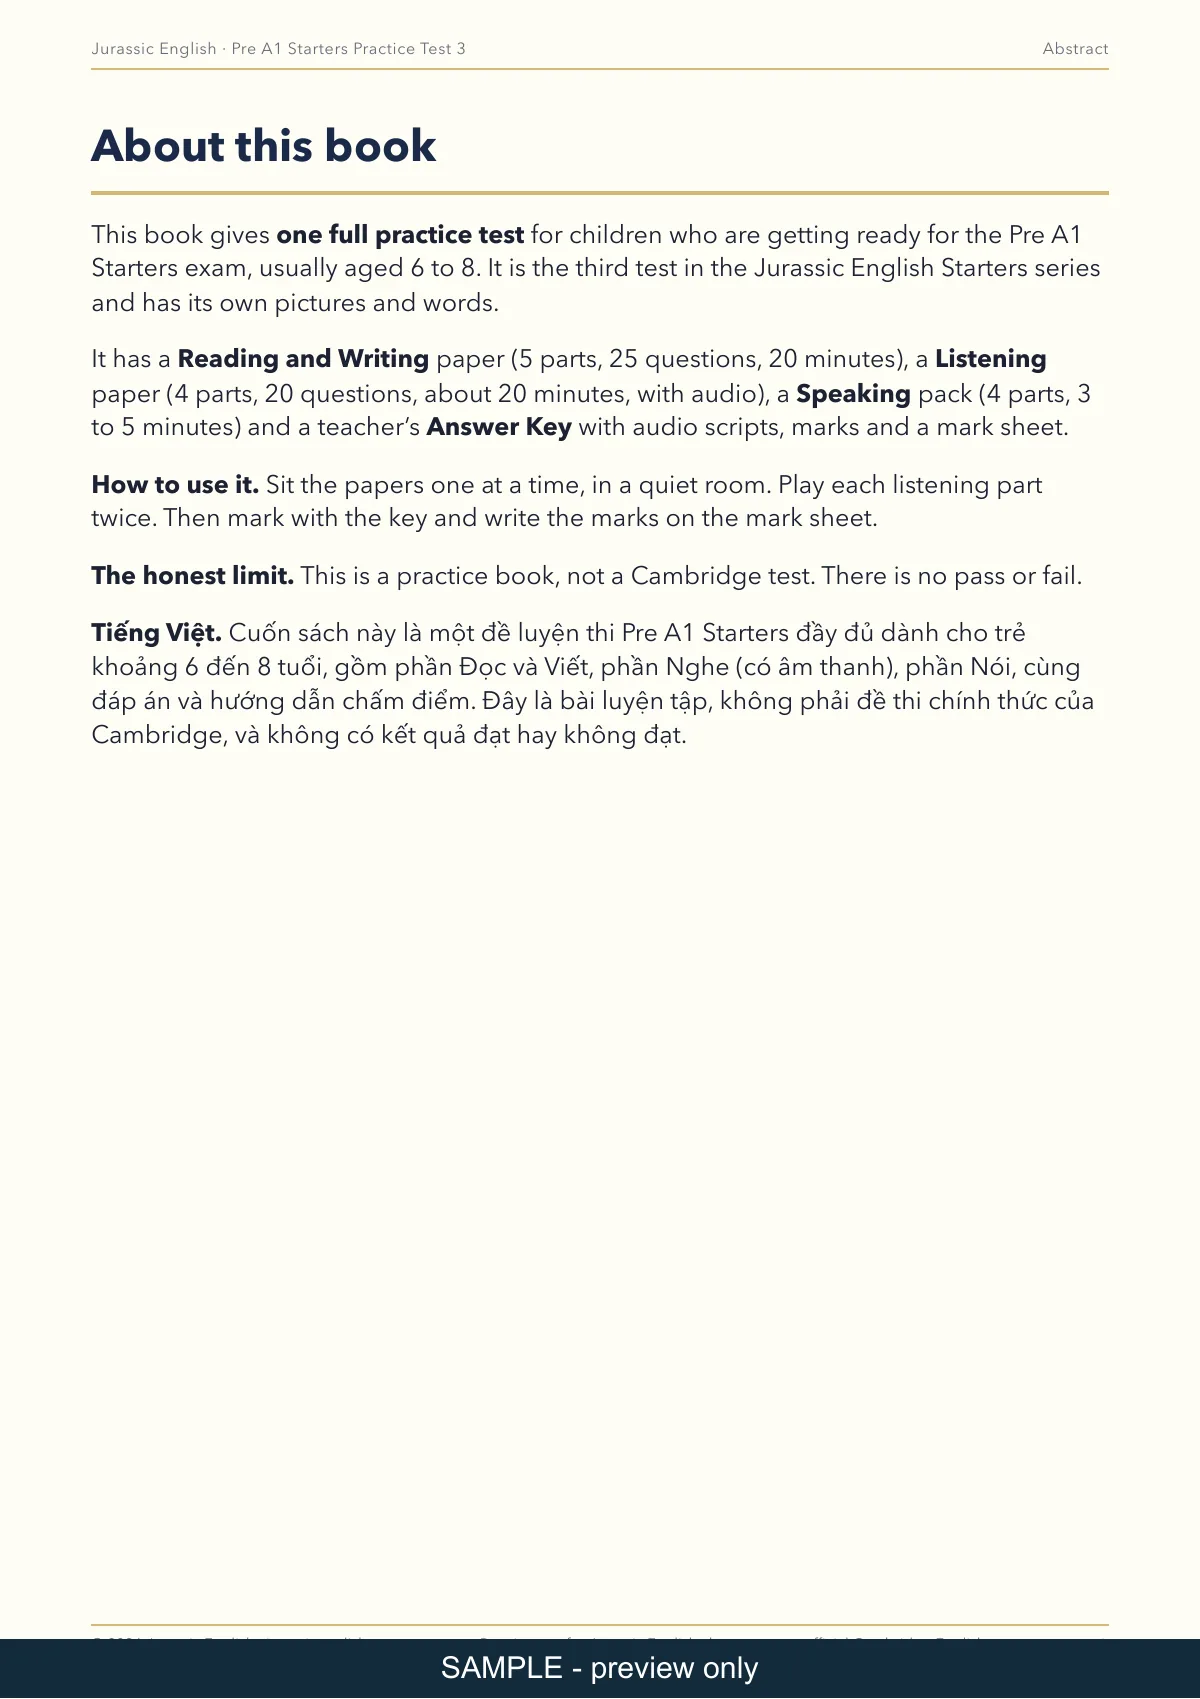 Jurassic English · Pre A1 Starters Practice Test 3
Abstract
About this book
This book gives one full practice test for children who are getting ready for the Pre A1
Starters exam, usually aged 6 to 8. It is the third test in the Jurassic English Starters series
and has its own pictures and words.
It has a Reading and Writing paper (5 parts, 25 questions, 20 minutes), a Listening
paper (4 parts, 20 questions, about 20 minutes, with audio), a Speaking pack (4 parts, 3
to 5 minutes) and a teacher’s Answer Key with audio scripts, marks and a mark sheet.
How to use it. Sit the papers one at a time, in a quiet room. Play each listening part
twice. Then mark with the key and write the marks on the mark sheet.
The honest limit. This is a practice book, not a Cambridge test. There is no pass or fail.
Tiếng Việt. Cuốn sách này là một đề luyện thi Pre A1 Starters đầy đủ dành cho trẻ
khoảng 6 đến 8 tuổi, gồm phần Đọc và Viết, phần Nghe (có âm thanh), phần Nói, cùng
đáp án và hướng dẫn chấm điểm. Đây là bài luyện tập, không phải đề thi chính thức của
Cambridge, và không có kết quả đạt hay không đạt.
SAMPLE - preview only